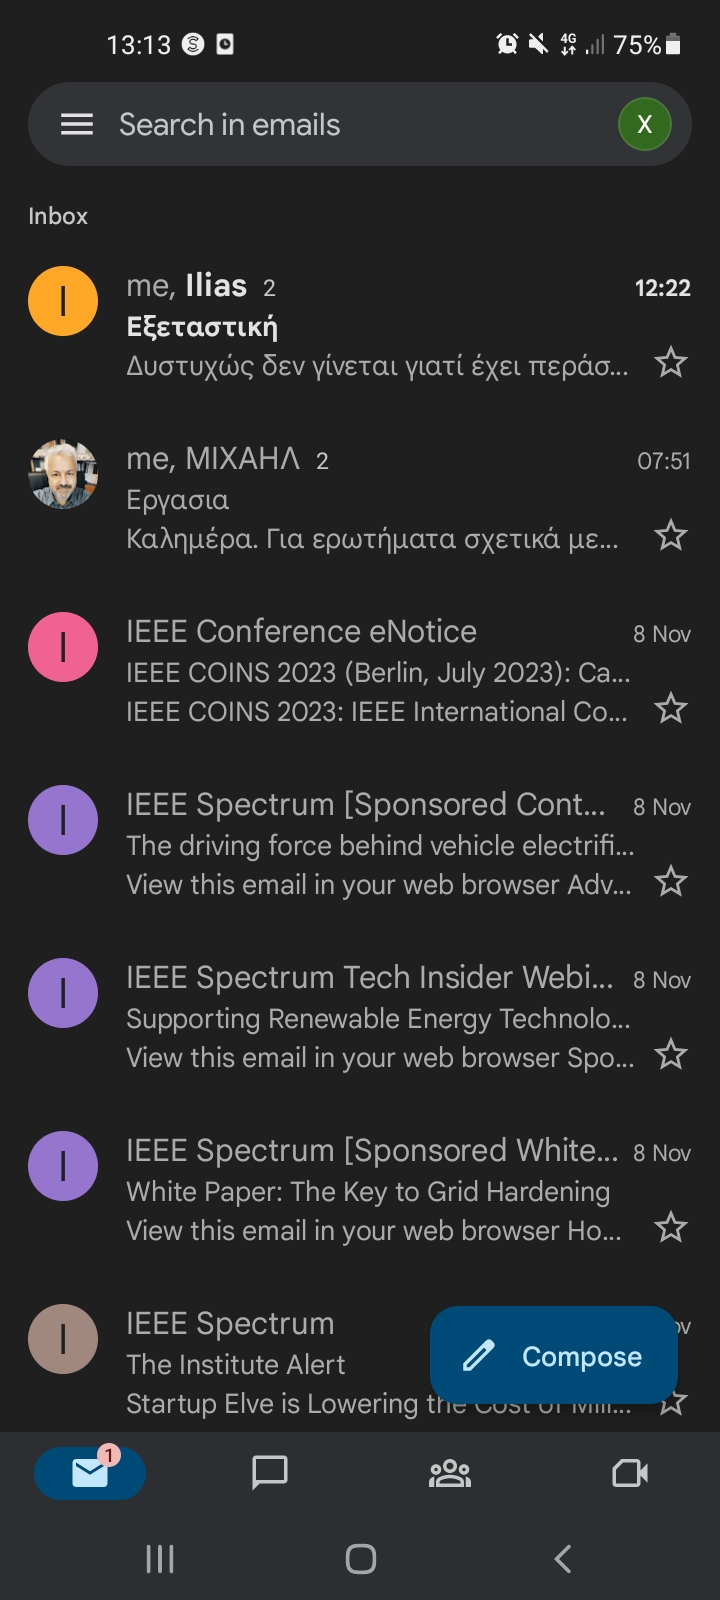 13:13
4G
75%
Search in emails
X
Inbox
I
me, Ilias 2
12:22
Εξεταστική
Δυστυχώς δεν γίνεται γιατί έχει περάσ...
me, ΜΙΧΑΗΛ 2
07:51
Εργασια
Καλημέρα. Για ερωτήματα σχετικά με...
I
IEEE Conference eNotice
8 Nov
IEEE COINS 2023 (Berlin, July 2023): Ca...
IEEE COINS 2023: IEEE International Co...
I
IEEE Spectrum [Sponsored Cont...
8 Nov
The driving force behind vehicle electrifi...
View this email in your web browser Adv...
I
IEEE Spectrum Tech Insider Webi...
8 Nov
Supporting Renewable Energy Technolo...
View this email in your web browser Spo...
I
IEEE Spectrum [Sponsored White...
8 Nov
White Paper: The Key to Grid Hardening
View this email in your web browser Ho...
I
IEEE Spectrum
The Institute Alert
Startup Elve is Lowering the Cost of Mill...
Compose
1